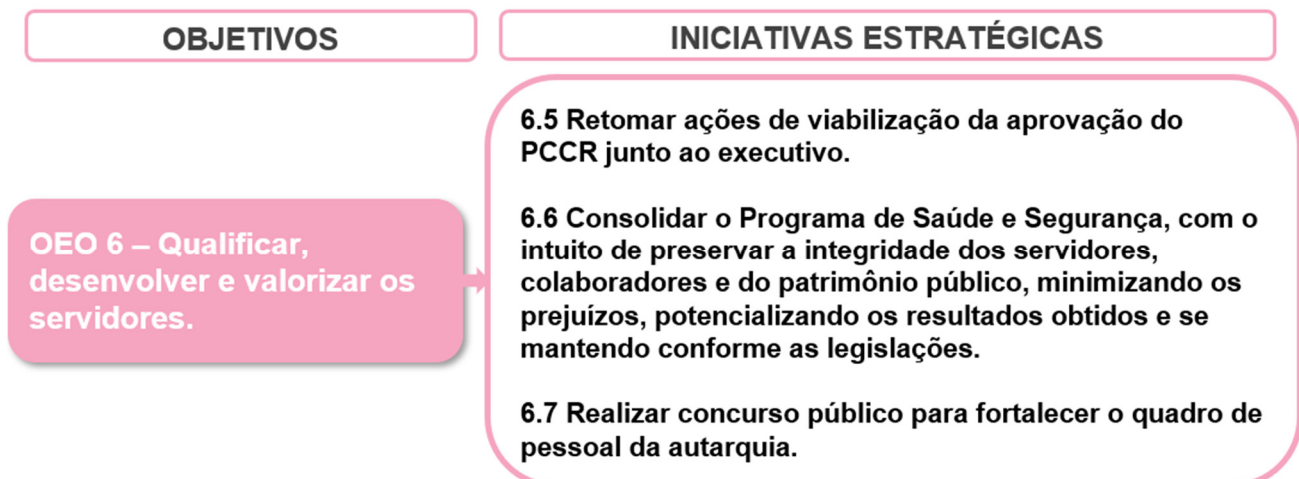 OBJETIVOS
INICIATIVAS ESTRATÉGICAS
OEO 6 – Qualificar,
desenvolver e valorizar os
servidores.
6.5 Retomar ações de viabilização da aprovação do
PCCR junto ao executivo.
6.6 Consolidar o Programa de Saúde e Segurança, com o
intuito de preservar a integridade dos servidores,
colaboradores e do patrimônio público, minimizando os
prejuízos, potencializando os resultados obtidos e se
mantendo conforme as legislações.
6.7 Realizar concurso público para fortalecer o quadro de
pessoal da autarquia.